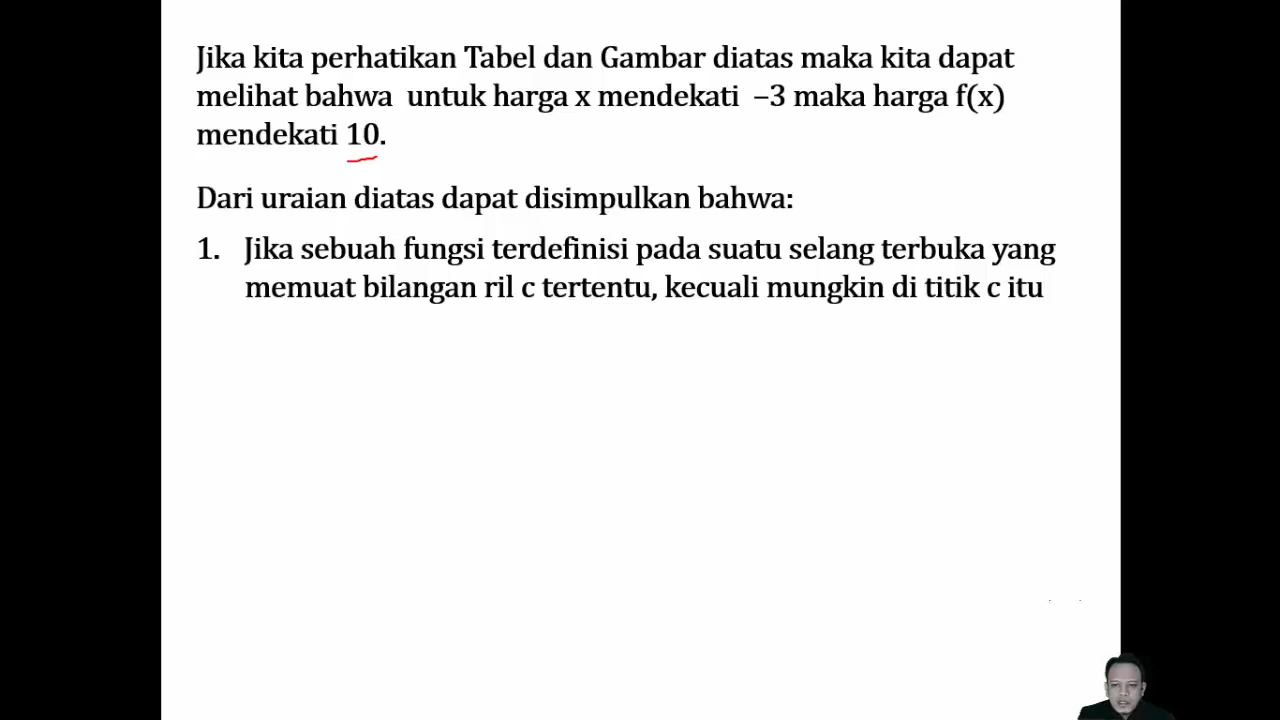 Jika kita perhatikan Tabel dan Gambar diatas maka kita dapat
melihat bahwa untuk harga x mendekati –3 maka harga f(x)
mendekati 10.
Dari uraian diatas dapat disimpulkan bahwa:
1. Jika sebuah fungsi terdefinisi pada suatu selang terbuka yang
memuat bilangan ril c tertentu, kecuali mungkin di titik c itu